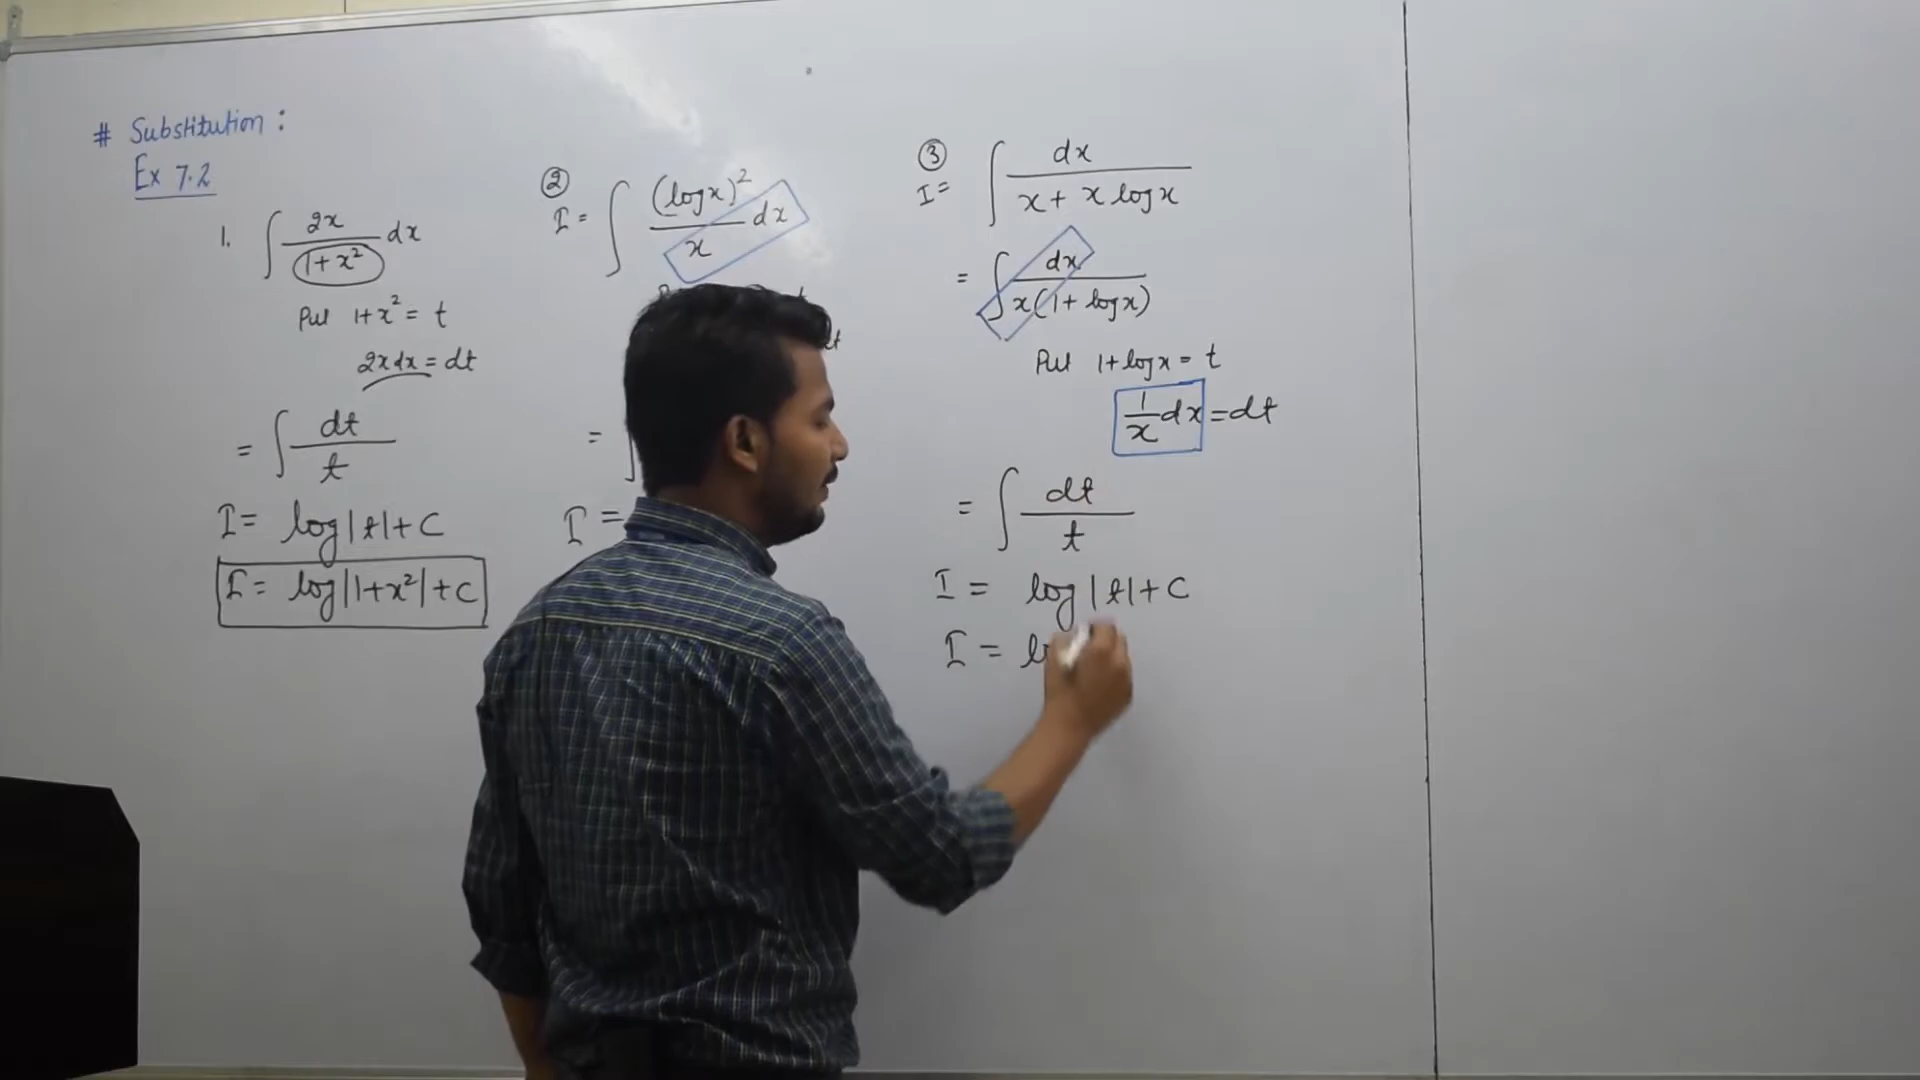 # Substitution :
Ex 7.2
1. ∫ 2x/(1+x²) dx
Put 1+x² = t
2x dx = dt
= ∫ dt/t
I = log|t|+c
I = log|1+x²|+c
② I = ∫ (log x)²/x dx
= ∫
I =
③ I = ∫ dx/(x + x log x)
= ∫ dx/(x(1+ log x))
Put 1+log x = t
1/x dx = dt
= ∫ dt/t
I = log|t|+c
I =